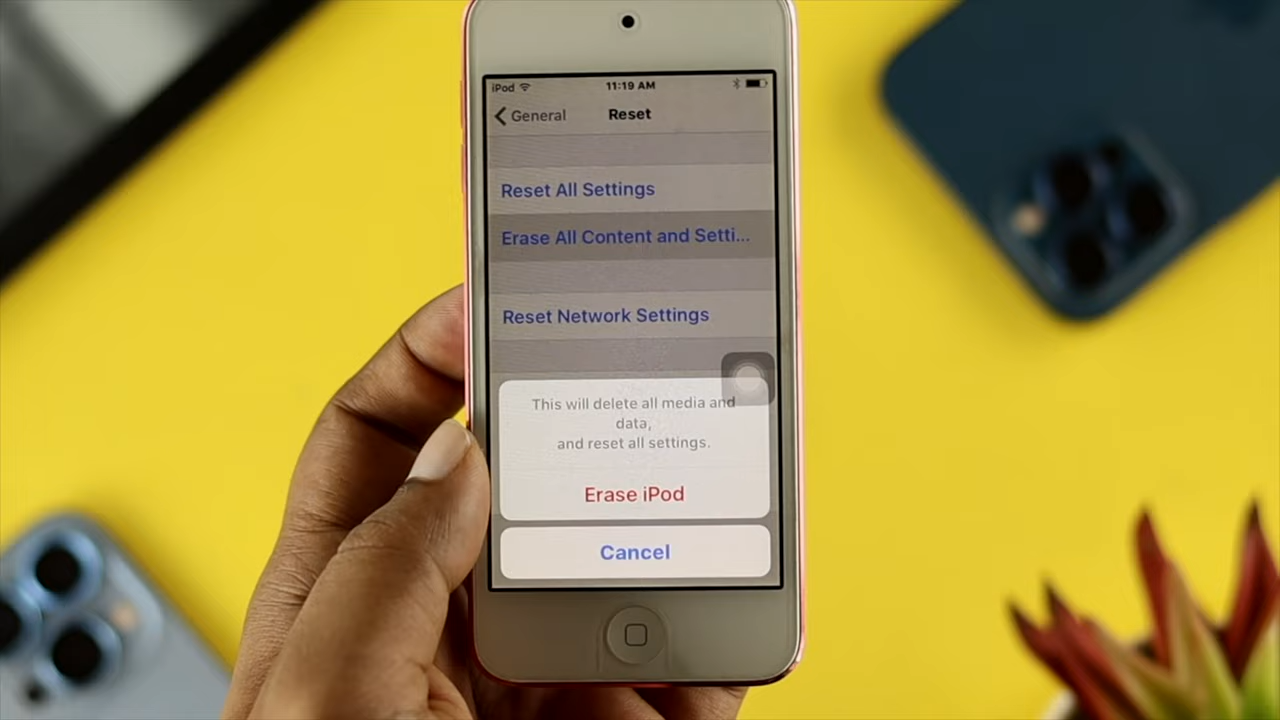 iPod 11:19 AM
General Reset
Reset All Settings
Erase All Content and Setti...
Reset Network Settings
This will delete all media and
data,
and reset all settings.
Erase iPod
Cancel